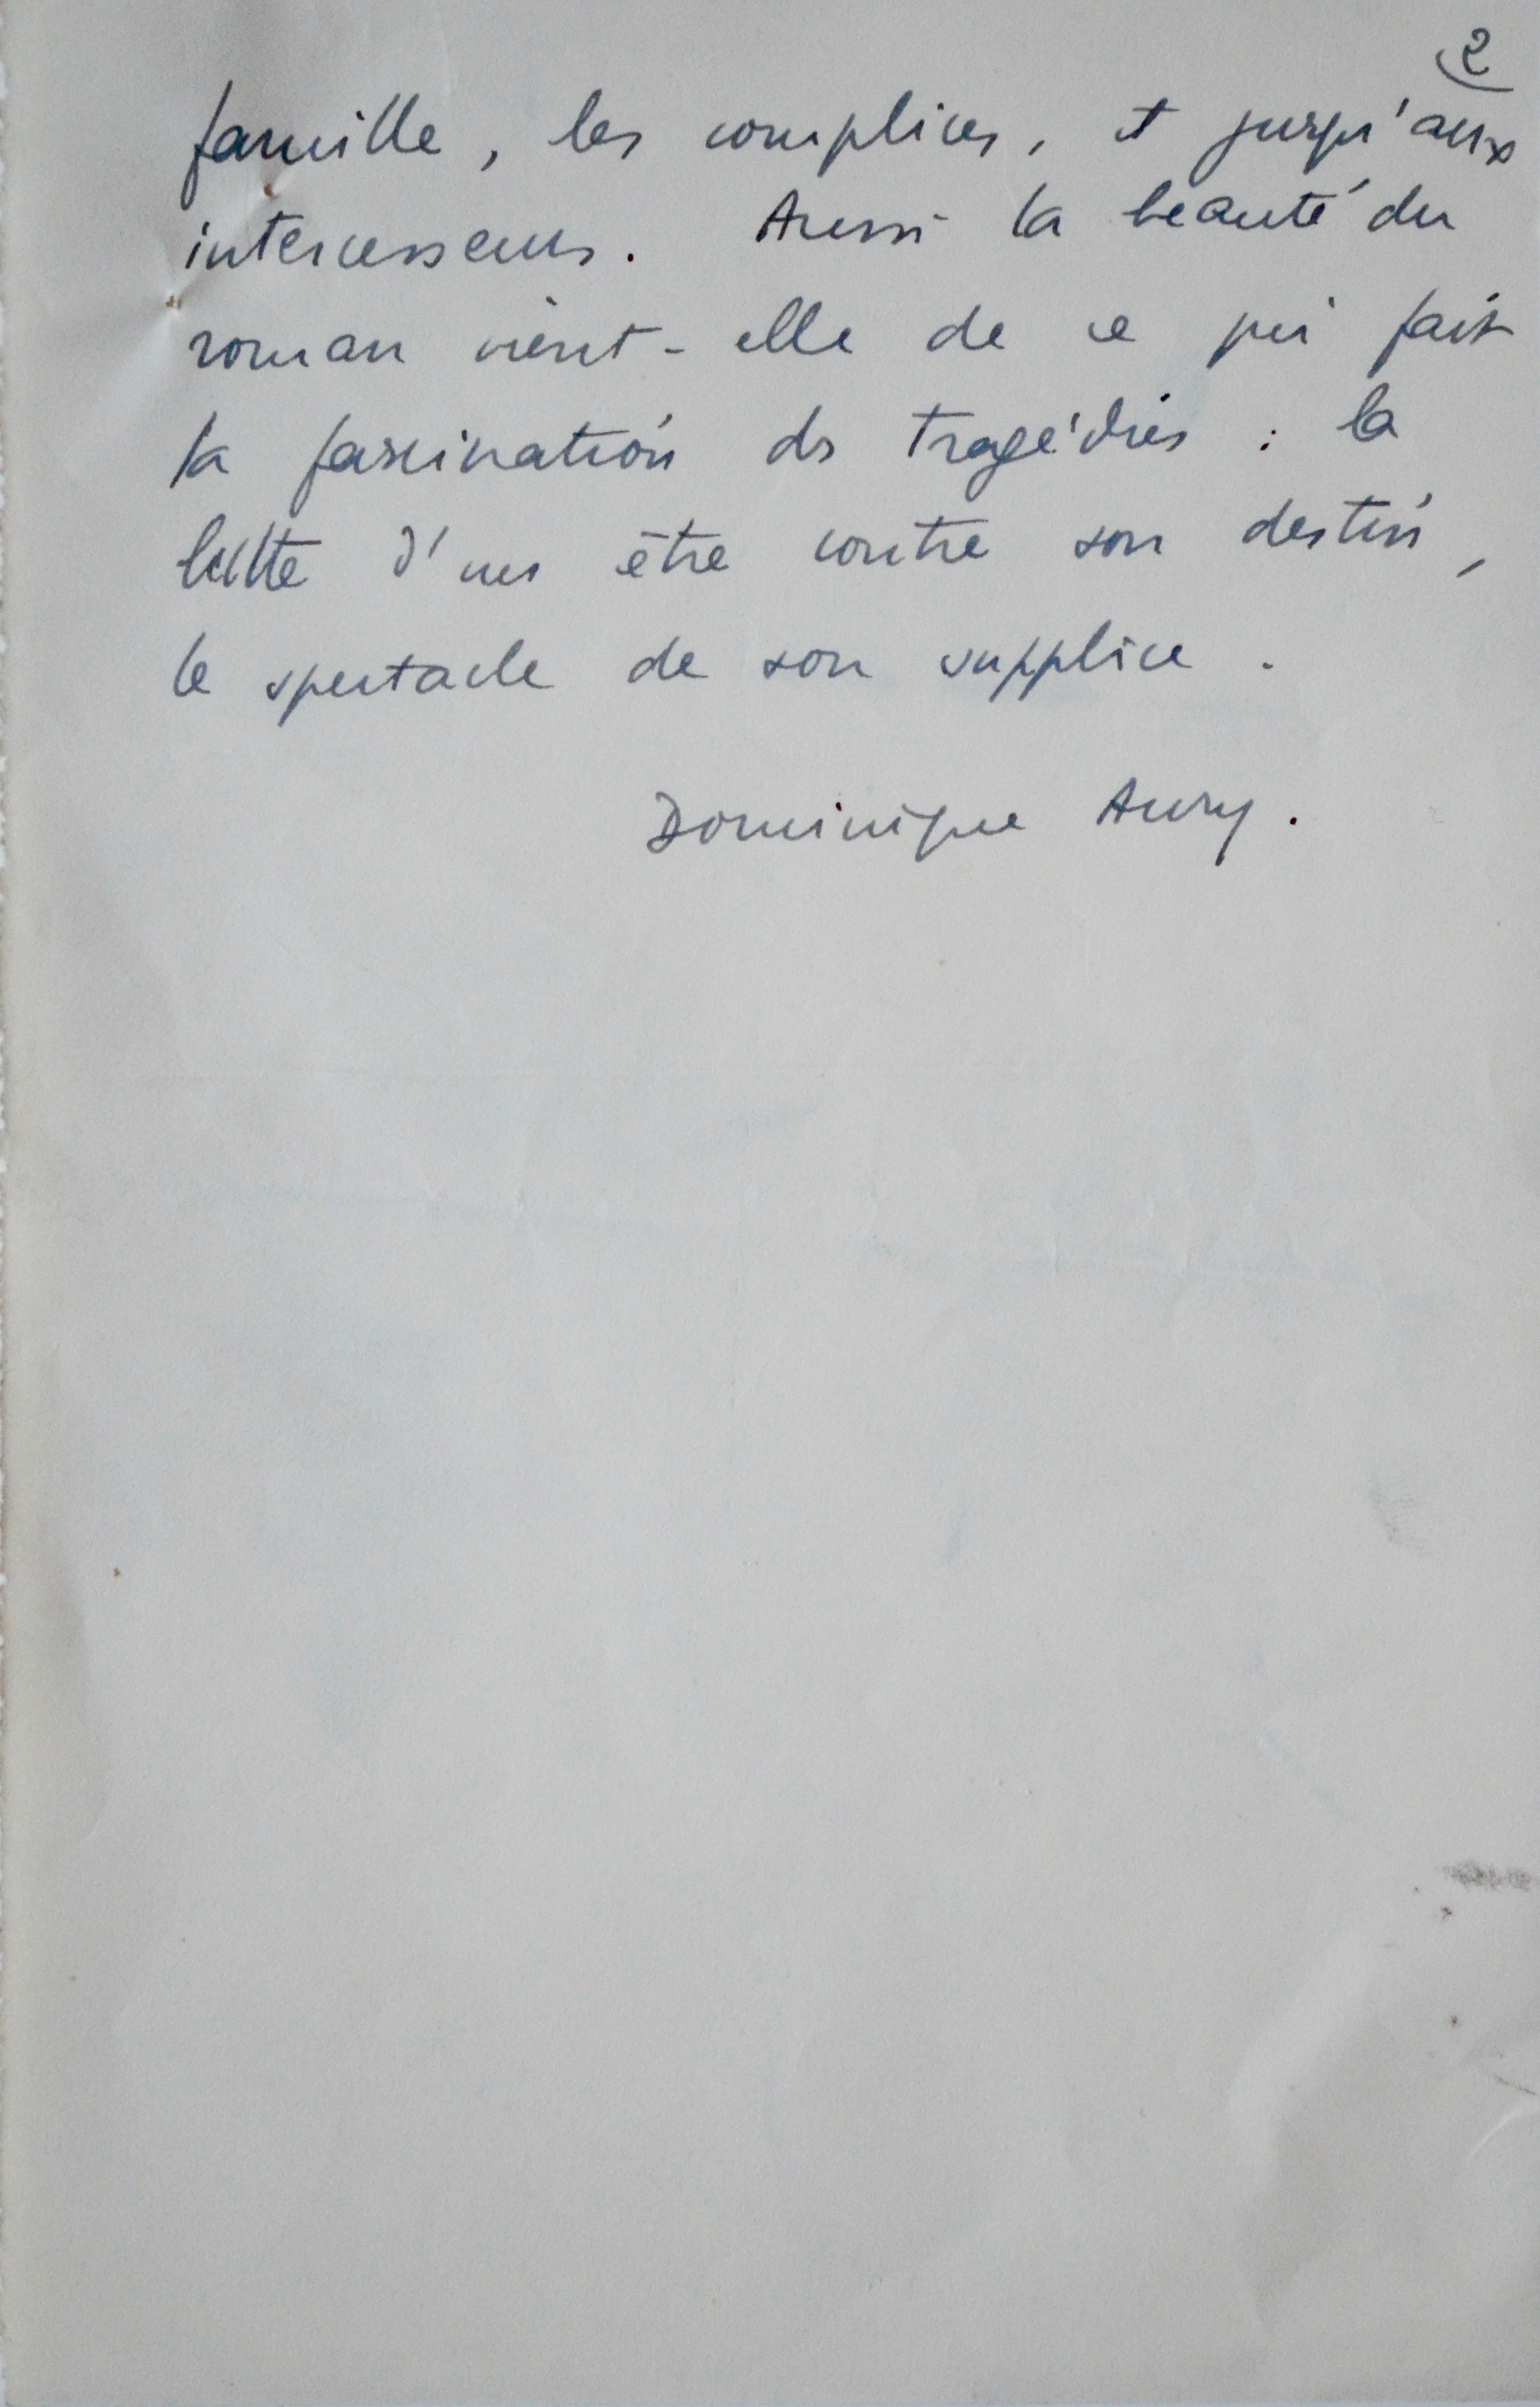 2
famille, les complices, et jusqu'aux
intercesseurs. Aussi la beauté du
roman vient-elle de ce qui fait
la fascination des tragédies : la
lutte d'un être contre son destin,
le spectacle de son supplice.
Dominique Aury.